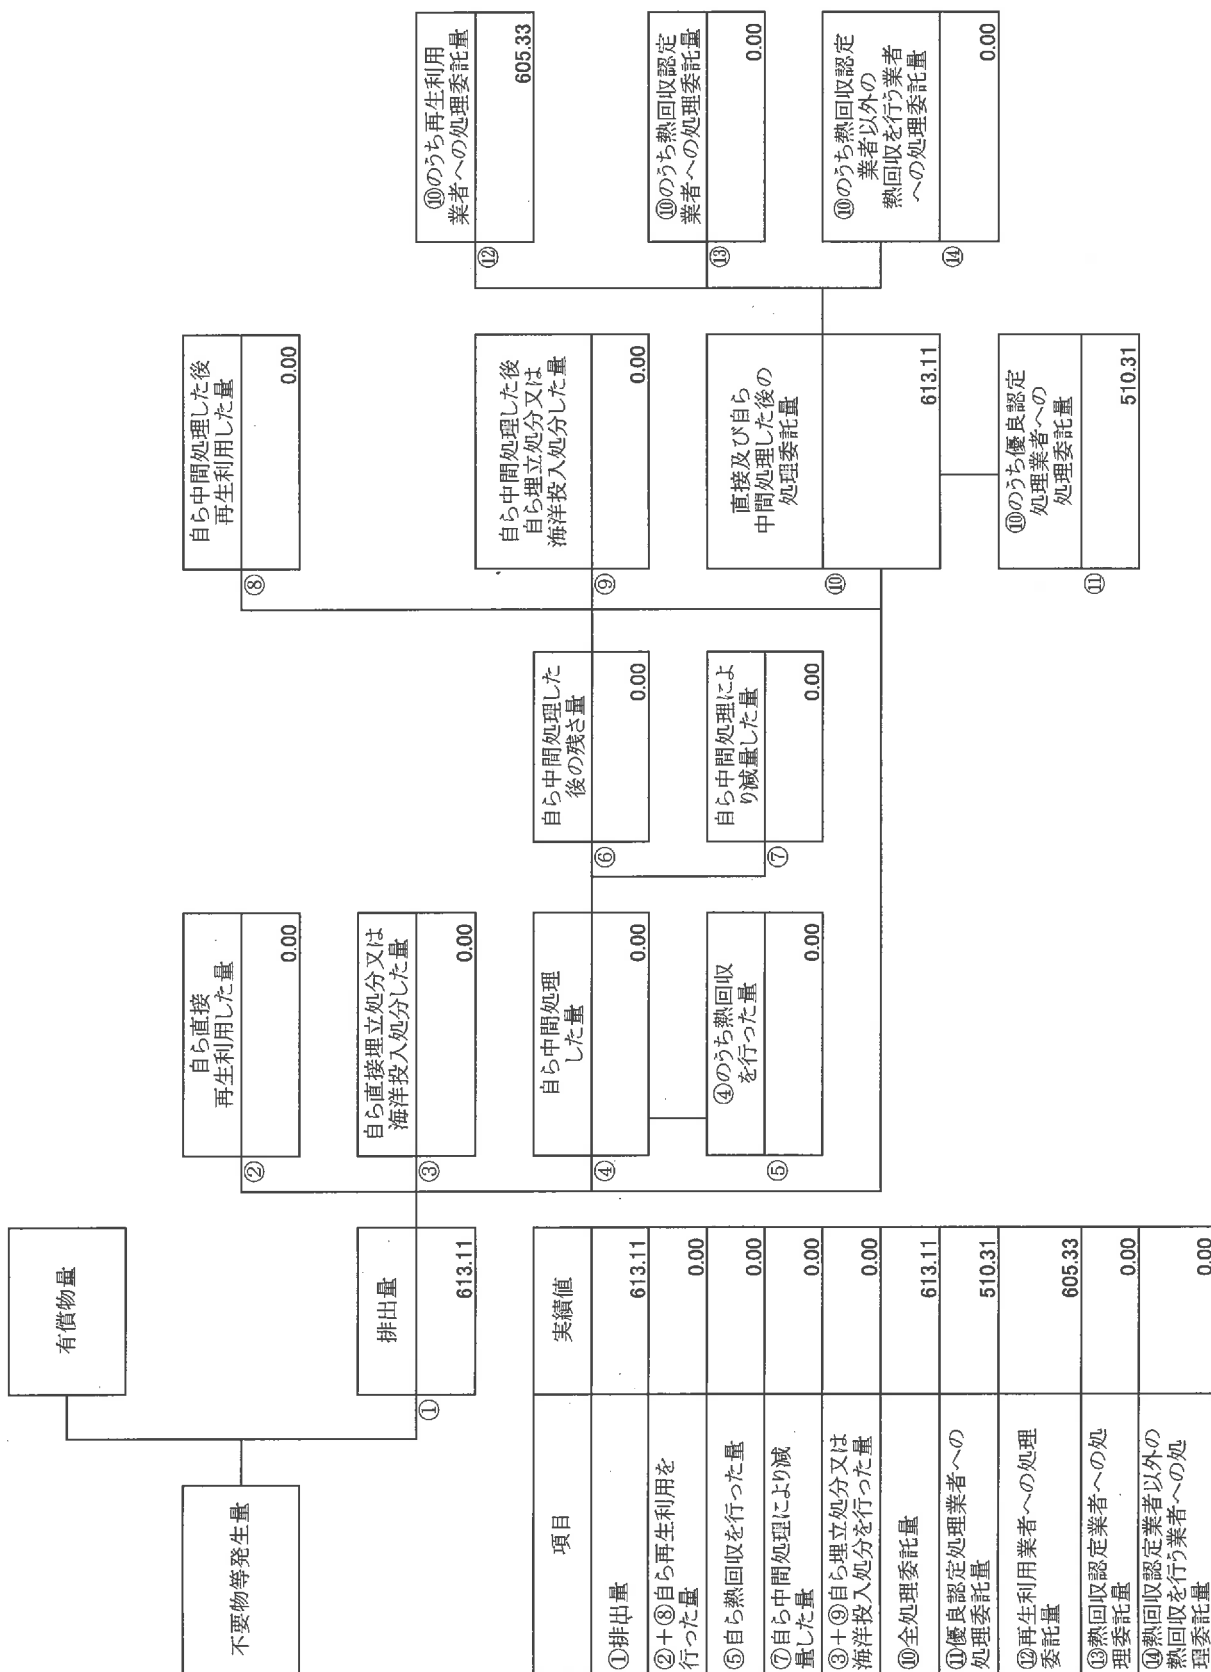 不要物等発生量
有償物量
①
排出量
613.11
②
自ら直接
再生利用した量
0.00
③
自ら直接埋立処分又は
海洋投入処分した量
0.00
④
自ら中間処理
した量
0.00
⑤
④のうち熱回収
を行った量
0.00
⑥
自ら中間処理した
後の残さ量
0.00
⑦
自ら中間処理によ
り減量した量
0.00
⑧
自ら中間処理した後
再生利用した量
0.00
⑨
自ら中間処理した後
自ら埋立処分又は
海洋投入処分した量
0.00
⑩
直接及び自ら
中間処理した後の
処理委託量
613.11
⑪
⑩のうち優良認定
処理業者への
処理委託量
510.31
⑫
⑩のうち再生利用
業者への処理委託量
605.33
⑬
⑩のうち熱回収認定
業者への処理委託量
0.00
⑭
⑩のうち熱回収認定
業者以外の
熱回収を行う業者
への処理委託量
0.00
項目 実績値
①排出量 613.11
②+⑧自ら再生利用を
行った量 0.00
⑤自ら熱回収を行った量 0.00
⑦自ら中間処理により減
量した量 0.00
③+⑨自ら埋立処分又は
海洋投入処分を行った量 0.00
⑩全処理委託量 613.11
⑪優良認定処理業者への
処理委託量 510.31
⑫再生利用業者への処理
委託量 605.33
⑬熱回収認定業者への処
理委託量 0.00
⑭熱回収認定業者以外の
熱回収を行う業者への処
理委託量 0.00